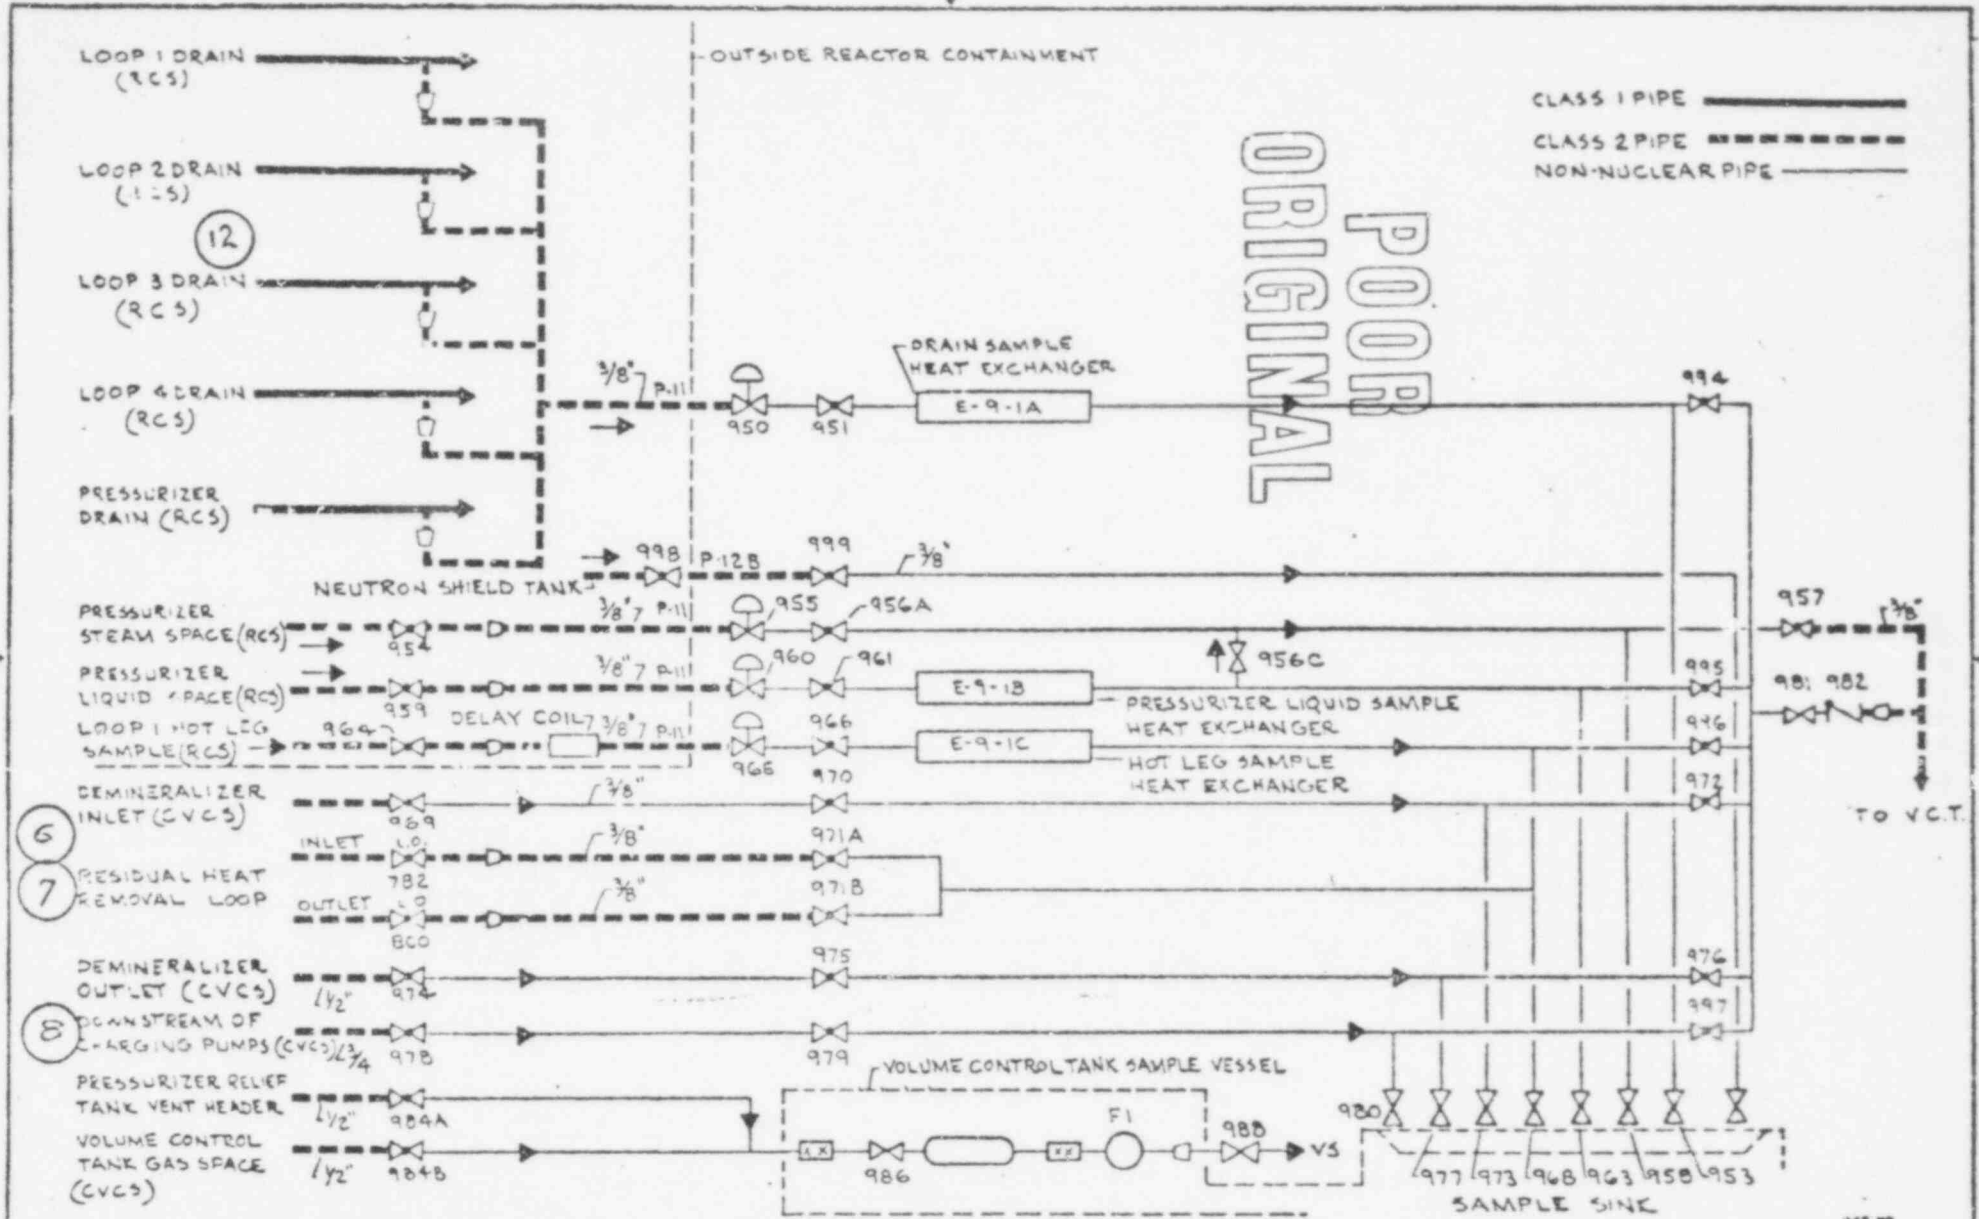 LOOP 1 DRAIN
(RCS)
OUTSIDE REACTOR CONTAINMENT
CLASS 1 PIPE
CLASS 2 PIPE
NON-NUCLEAR PIPE
LOOP 2 DRAIN
12
LOOP 3 DRAIN
(RCS)
POOR
ORIGINAL
LOOP 4 DRAIN
(RCS)
3/8" P-11
950
951
DRAIN SAMPLE
HEAT EXCHANGER
E-9-1A
994
PRESSURIZER
DRAIN (RCS)
NEUTRON SHIELD TANK
998
P-12B
999
3/8"
PRESSURIZER
STEAM SPACE (RCS)
954
3/8" P-11
955
956A
956C
957
3/8"
PRESSURIZER
LIQUID SPACE (RCS)
959
3/8" P-11
960
961
E-9-1B
PRESSURIZER LIQUID SAMPLE
HEAT EXCHANGER
995
981 982
LOOP 1 HOT LEG
SAMPLE (RCS)
964
DELAY COIL
3/8" P-11
965
966
E-9-1C
HOT LEG SAMPLE
HEAT EXCHANGER
996
DEMINERALIZER
INLET (CVCS)
969
3/8"
970
972
TO V.C.T.
6
7
RESIDUAL HEAT
REMOVAL LOOP
INLET
L.O.
782
3/8"
971A
OUTLET
L.O.
3/8"
971B
DEMINERALIZER
OUTLET (CVCS)
1/2"
974
975
976
8
DOWNSTREAM OF
CHARGING PUMPS (CVCS)
3/4
978
979
997
PRESSURIZER RELIEF
TANK VENT HEADER
1/2"
984A
VOLUME CONTROL
TANK GAS SPACE
(CVCS)
1/2"
984B
VOLUME CONTROL TANK SAMPLE VESSEL
986
F1
988
VS
980
977 973 968 963 958 953
SAMPLE SINK